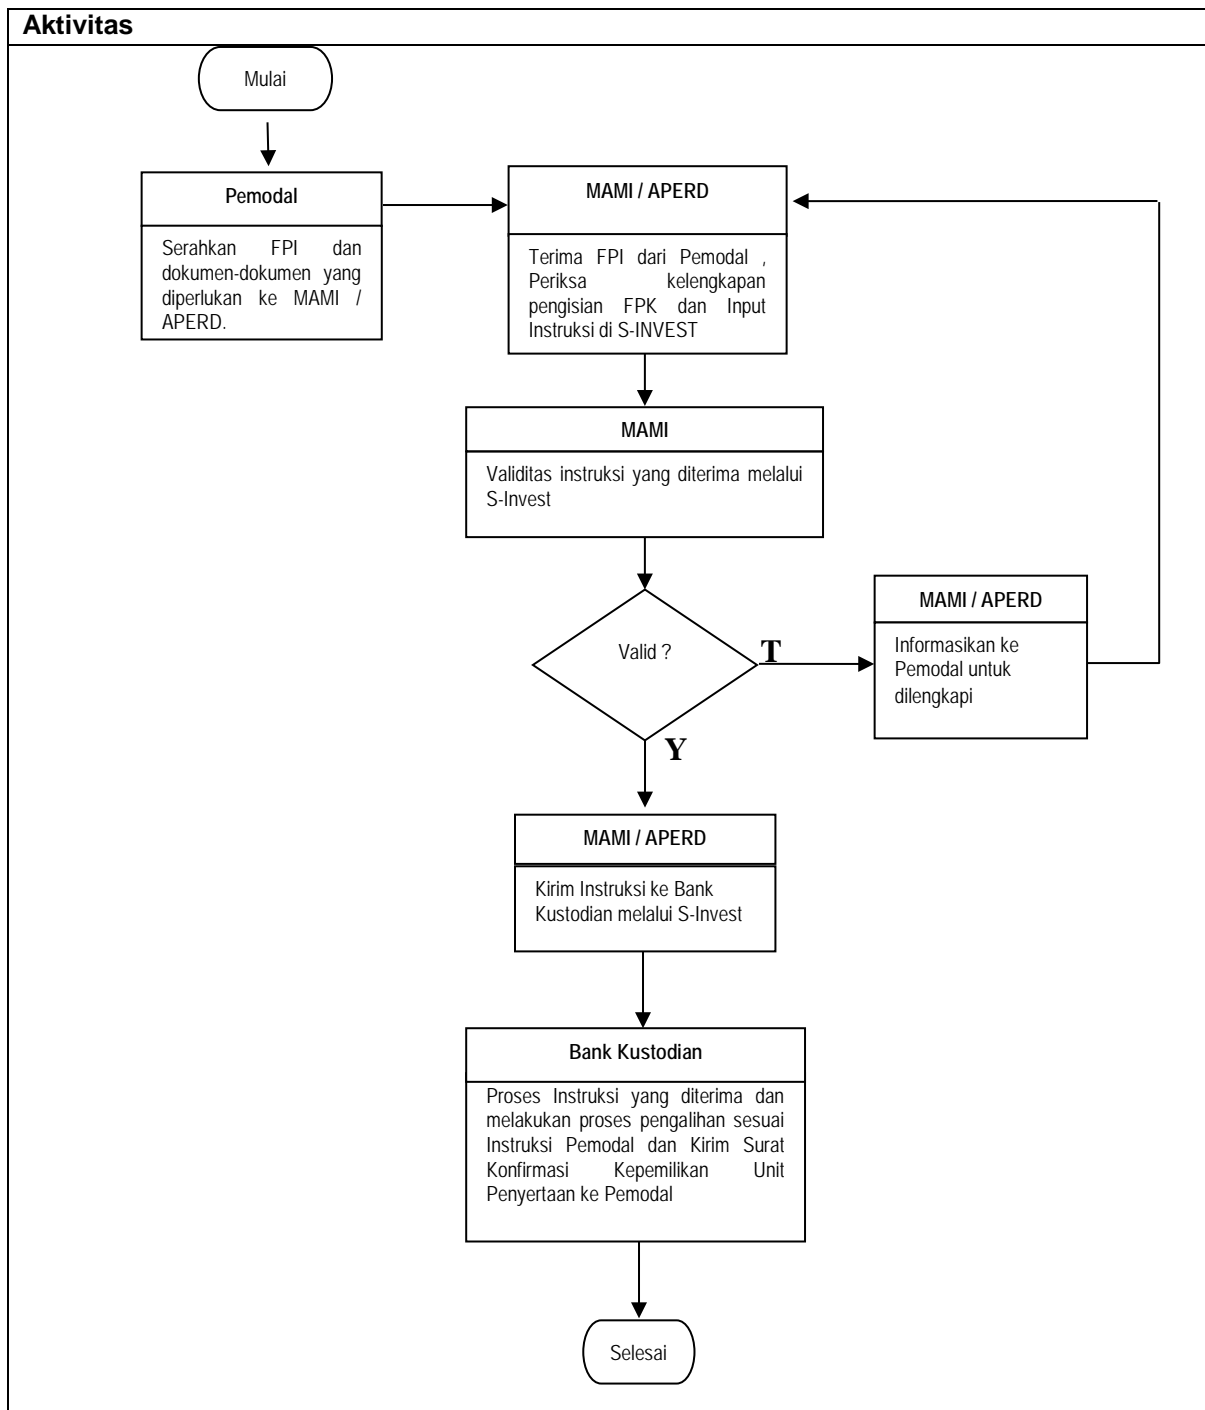 Aktivitas
Mulai
Pemodal
Serahkan FPI dan
dokumen-dokumen yang
diperlukan ke MAMI /
APERD.
MAMI / APERD
Terima FPI dari Pemodal ,
Periksa kelengkapan
pengisian FPK dan Input
Instruksi di S-INVEST
MAMI
Validitas instruksi yang diterima melalui
S-Invest
Valid ?
T
MAMI / APERD
Informasikan ke
Pemodal untuk
dilengkapi
Y
MAMI / APERD
Kirim Instruksi ke Bank
Kustodian melalui S-Invest
Bank Kustodian
Proses Instruksi yang diterima dan
melakukan proses pengalihan sesuai
Instruksi Pemodal dan Kirim Surat
Konfirmasi Kepemilikan Unit
Penyertaan ke Pemodal
Selesai